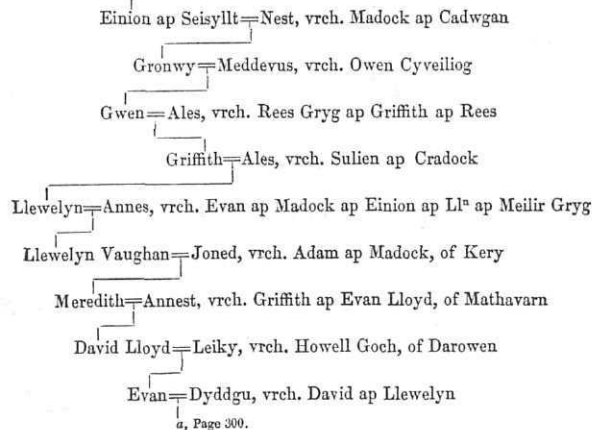 Einion ap Seisyllt=Nest, vrch. Madock ap Cadwgan
Gronwy=Meddevus, vrch. Owen Cyveiliog
Gwen=Ales, vrch. Rees Gryg ap Griffith ap Rees
Griffith=Ales, vrch. Sulien ap Cradock
Llewelyn=Annes, vrch. Evan ap Madock ap Einion ap Llⁿ ap Meilir Gryg
Llewelyn Vaughan=Joned, vrch. Adam ap Madock, of Kery
Meredith=Annest, vrch. Griffith ap Evan Lloyd, of Mathavarn
David Lloyd=Leiky, vrch. Howell Goch, of Darowen
Evan=Dyddgu, vrch. David ap Llewelyn
a, Page 300.